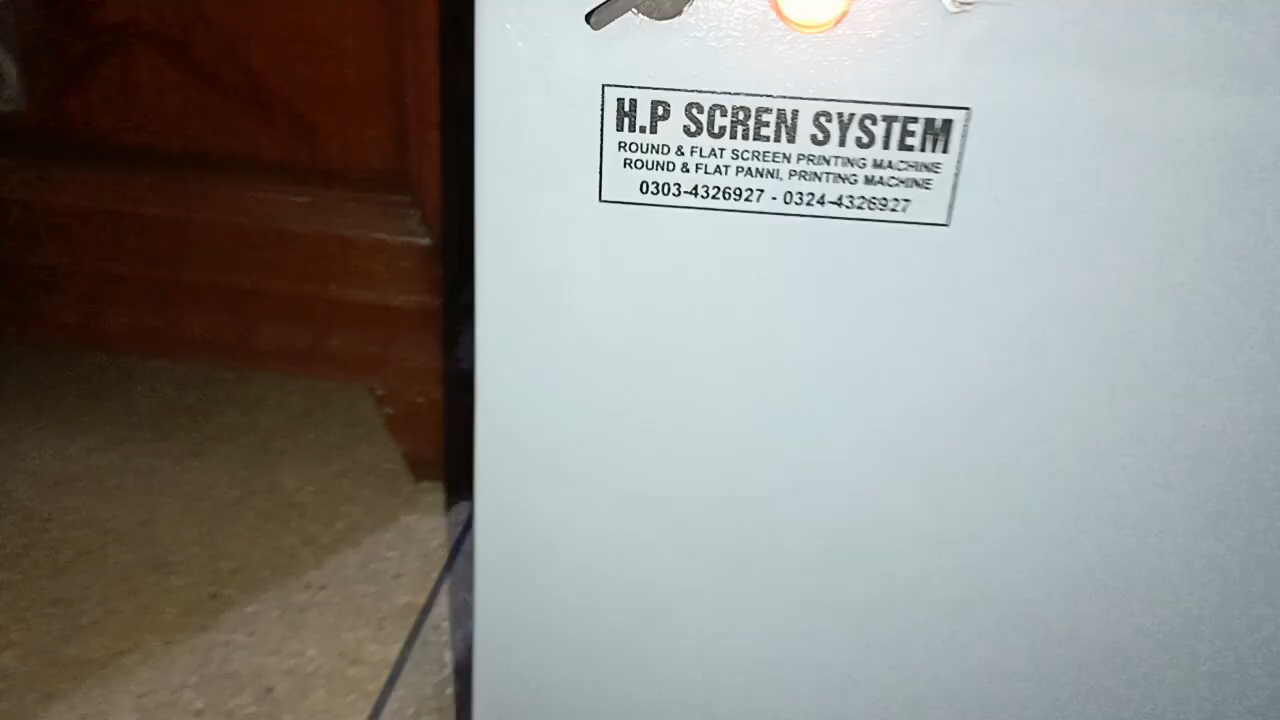 H.P SCREN SYSTEM
ROUND & FLAT SCREEN PRINTING MACHINE
ROUND & FLAT PANNI, PRINTING MACHINE
0303-4326927 - 0324-4326927